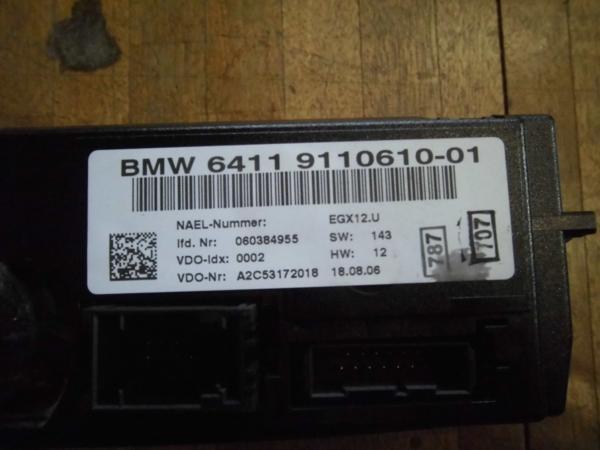 BMW 6411 9110610-01
NAEL-Nummer: EGX12.U
lfd. Nr: 060384955 SW: 143
VDO-Idx: 0002 HW: 12
VDO-Nr: A2C53172018 18.08.06
787
707